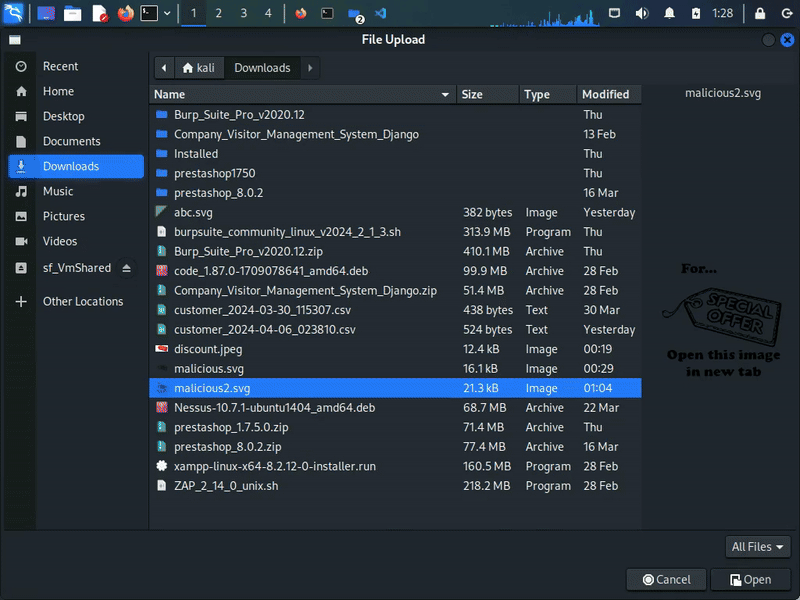 1 2 3 4 2 1:28
File Upload
Recent
Home
Desktop
Documents
Downloads
Music
Pictures
Videos
sf_VmShared
Other Locations
kali Downloads
Name Size Type Modified
Burp_Suite_Pro_v2020.12 Thu
Company_Visitor_Management_System_Django 13 Feb
Installed Thu
prestashop1750 Thu
prestashop_8.0.2 16 Mar
abc.svg 382 bytes Image Yesterday
burpsuite_community_linux_v2024_2_1_3.sh 313.9 MB Program Thu
Burp_Suite_Pro_v2020.12.zip 410.1 MB Archive Thu
code_1.87.0-1709078641_amd64.deb 99.9 MB Archive 28 Feb
Company_Visitor_Management_System_Django.zip 51.4 MB Archive 28 Feb
customer_2024-03-30_115307.csv 438 bytes Text 30 Mar
customer_2024-04-06_023810.csv 524 bytes Text Yesterday
discount.jpeg 12.4 kB Image 00:19
malicious.svg 16.1 kB Image 00:29
malicious2.svg 21.3 kB Image 01:04
Nessus-10.7.1-ubuntu1404_amd64.deb 68.7 MB Archive 22 Mar
prestashop_1.7.5.0.zip 71.4 MB Archive Thu
prestashop_8.0.2.zip 77.4 MB Archive 16 Mar
xampp-linux-x64-8.2.12-0-installer.run 160.5 MB Program 28 Feb
ZAP_2_14_0_unix.sh 218.2 MB Program 28 Feb
malicious2.svg
For...
SPECIAL
OFFER
Open this image
in new tab
All Files
Cancel Open